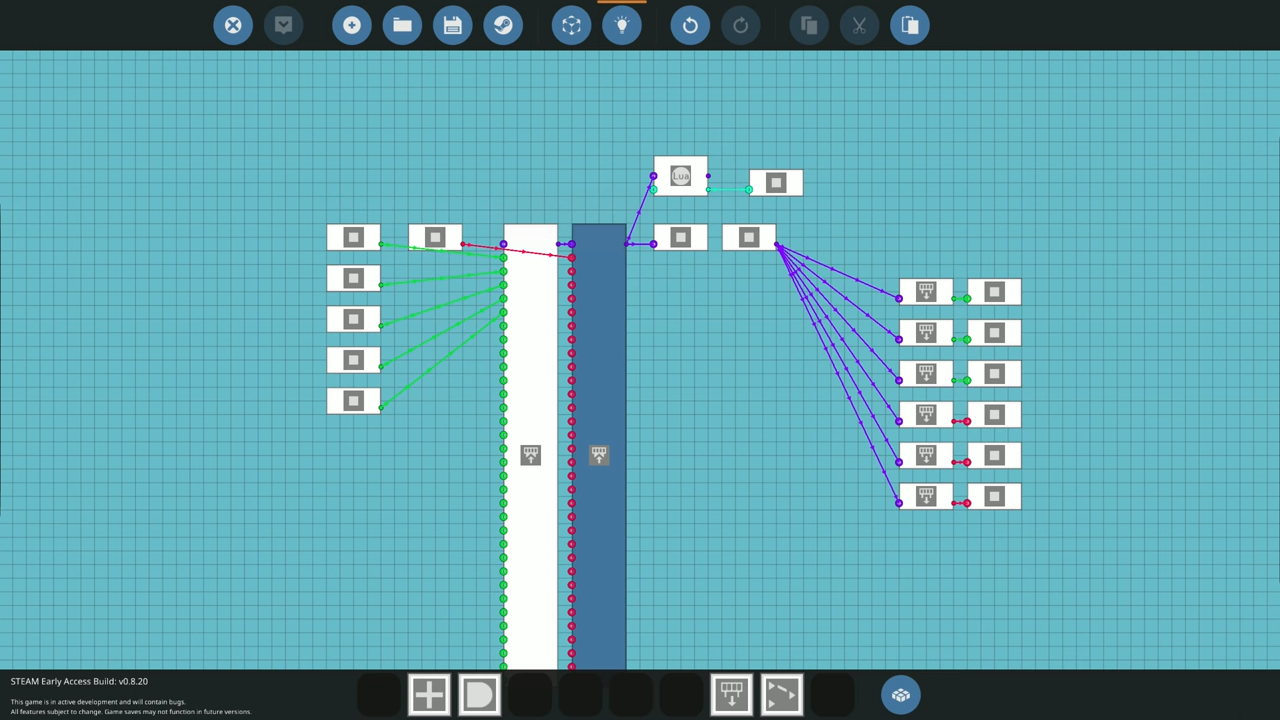 Lua
STEAM Early Access Build: v0.8.20
This game is in active development and will contain bugs.
All features subject to change. Game saves may not function in future versions.